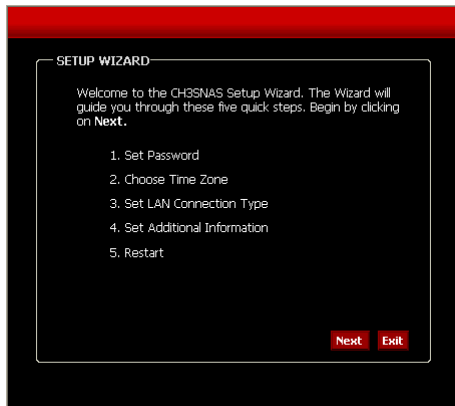 SETUP WIZARD
Welcome to the CH3SNAS Setup Wizard. The Wizard will
guide you through these five quick steps. Begin by clicking
on Next.
1. Set Password
2. Choose Time Zone
3. Set LAN Connection Type
4. Set Additional Information
5. Restart
Next Exit